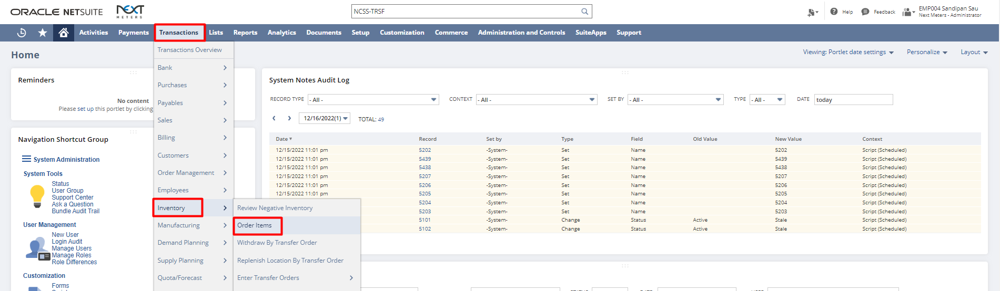 ORACLE NETSUITE
NEXT
METERS
NCSS-TRSF
Help
Feedback
EMP004 Sandipan Sau
Next Meters - Administrator
Activities Payments Transactions Lists Reports Analytics Documents Setup Customization Commerce Administration and Controls SuiteApps Support
Home
Viewing: Portlet date settings Personalize Layout
Reminders
No content
Please set up this portlet by clicking
Navigation Shortcut Group
System Administration
System Tools
Status
User Group
Support Center
Ask a Question
Bundle Audit Trail
User Management
New User
Login Audit
Manage Users
Manage Roles
Role Differences
Customization
Forms
Transactions Overview
Bank
Purchases
Payables
Sales
Billing
Customers
Order Management
Employees
Inventory
Manufacturing
Demand Planning
Supply Planning
Quota/Forecast
Review Negative Inventory
Order Items
Withdraw By Transfer Order
Replenish Location By Transfer Order
Enter Transfer Orders
System Notes Audit Log
RECORD TYPE - All - CONTEXT - All - SET BY - All - TYPE - All - DATE today
12/16/2022(1) TOTAL: 49
Date Record Set by Type Field Old Value New Value Context
12/15/2022 11:01 pm 5202 -System- Set Name 5202 Script (Scheduled)
12/15/2022 11:01 pm 5439 -System- Set Name 5439 Script (Scheduled)
12/15/2022 11:01 pm 5438 -System- Set Name 5438 Script (Scheduled)
12/15/2022 11:01 pm 5207 -System- Set Name 5207 Script (Scheduled)
12/15/2022 11:01 pm 5206 -System- Set Name 5206 Script (Scheduled)
12/15/2022 11:01 pm 5205 -System- Set Name 5205 Script (Scheduled)
5204 -System- Set Name 5204 Script (Scheduled)
5203 -System- Set Name 5203 Script (Scheduled)
5101 -System- Change Status Active Stale Script (Scheduled)
5102 -System- Change Status Active Stale Script (Scheduled)